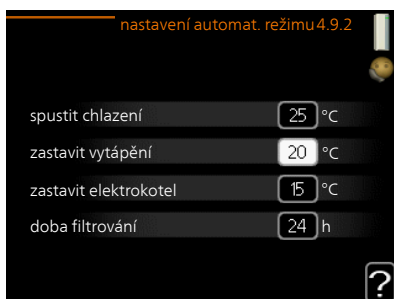 nastavení automat. režimu 4.9.2
spustit chlazení 25 °C
zastavit vytápění 20 °C
zastavit elektrokotel 15 °C
doba filtrování 24 h
?